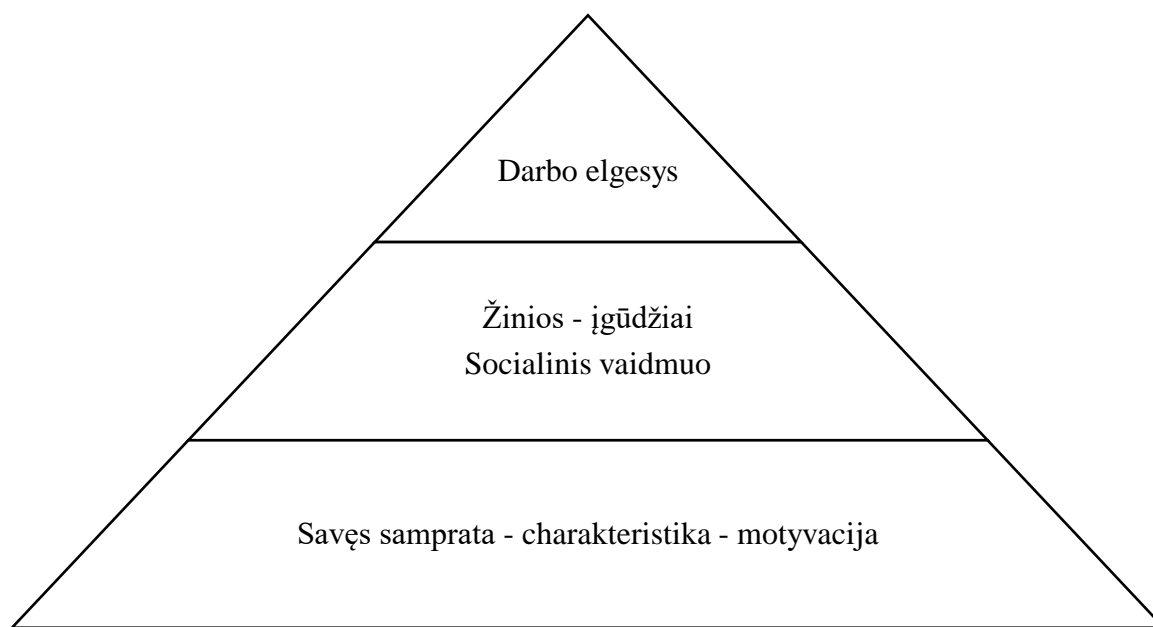 Darbo elgesys
Žinios - įgūdžiai
Socialinis vaidmuo
Savęs samprata - charakteristika - motyvacija